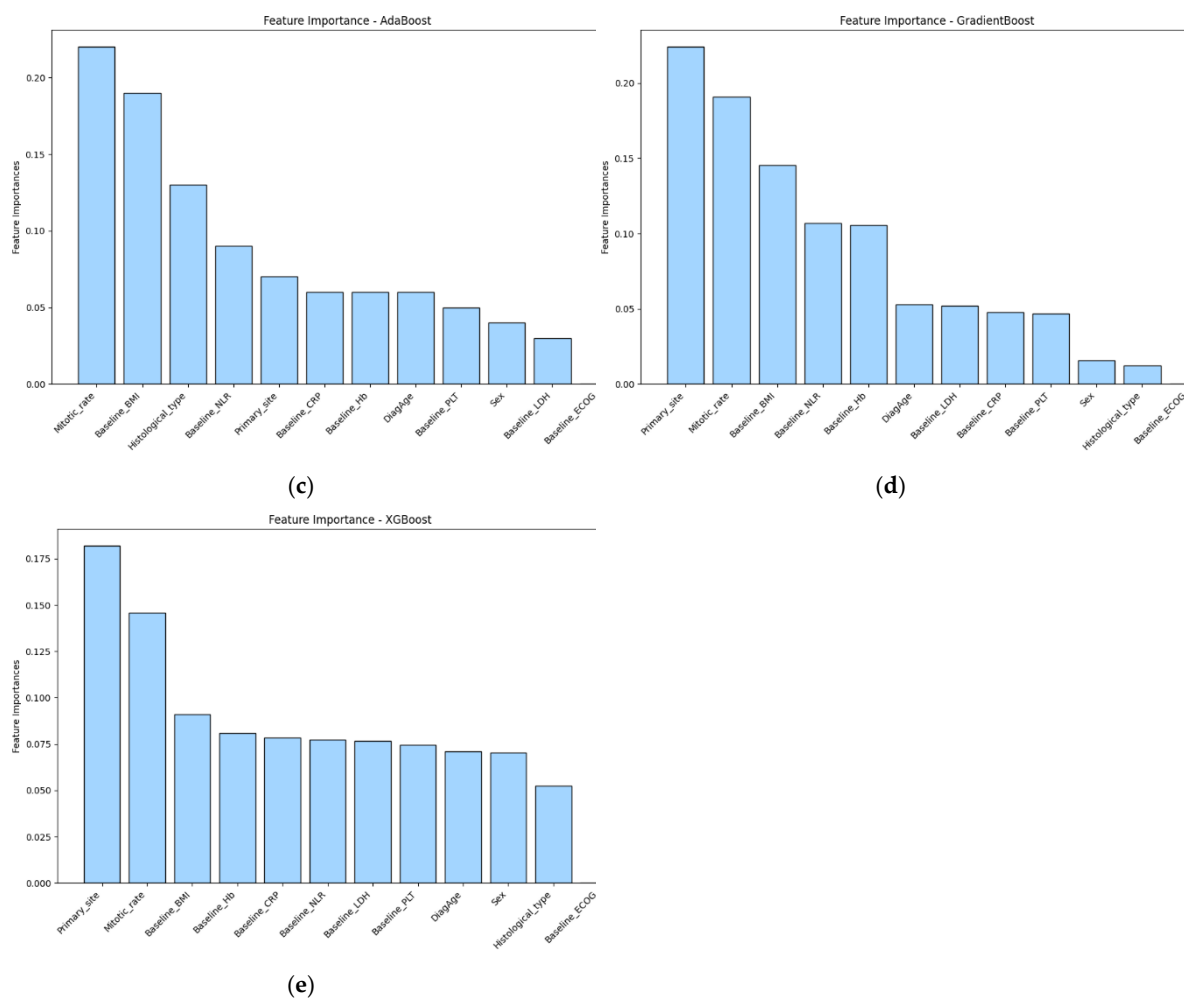 Feature Importance - AdaBoost
Feature Importances
0.20
0.15
0.10
0.05
0.00
Mitotic_rate
Baseline_BMI
Histological_type
Baseline_NLR
Primary_site
Baseline_CRP
Baseline_Hb
DiagAge
Baseline_PLT
Sex
Baseline_LDH
Baseline_ECOG
(c)
Feature Importance - GradientBoost
Feature Importances
0.20
0.15
0.10
0.05
0.00
Primary_site
Mitotic_rate
Baseline_BMI
Baseline_NLR
Baseline_Hb
DiagAge
Baseline_LDH
Baseline_CRP
Baseline_PLT
Sex
Histological_type
Baseline_ECOG
(d)
Feature Importance - XGBoost
Feature Importances
0.175
0.150
0.125
0.100
0.075
0.050
0.025
0.000
Primary_site
Mitotic_rate
Baseline_BMI
Baseline_Hb
Baseline_CRP
Baseline_NLR
Baseline_LDH
Baseline_PLT
DiagAge
Sex
Histological_type
Baseline_ECOG
(e)